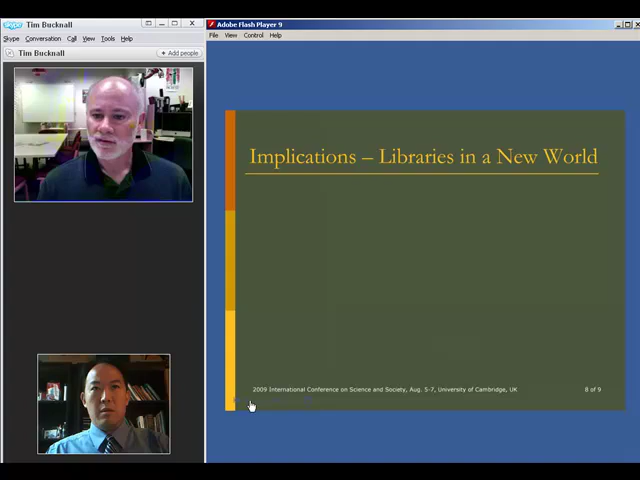 Tim Bucknall
Skype Conversation Call View Tools Help
Tim Bucknall
Add people
Adobe Flash Player 9
File View Control Help
Implications – Libraries in a New World
2009 International Conference on Science and Society, Aug. 5-7, University of Cambridge, UK
8 of 9